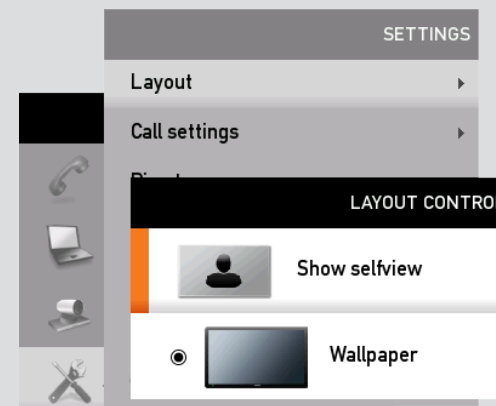 SETTINGS
Layout
Call settings
LAYOUT CONTRO
Show selfview
Wallpaper